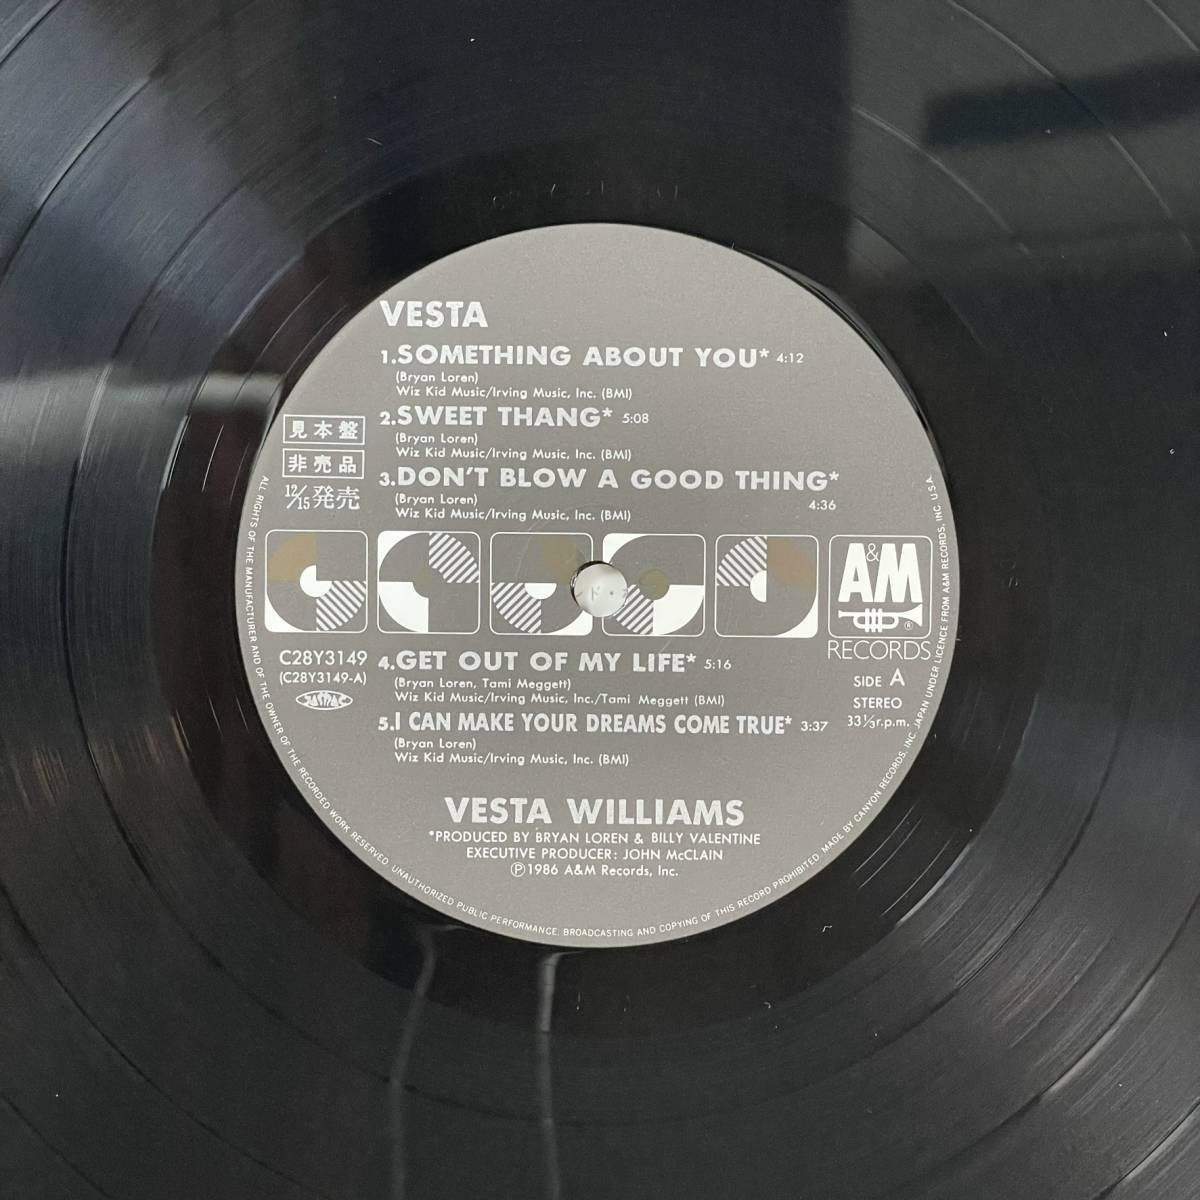 VESTA
1.SOMETHING ABOUT YOU* 4:12
(Bryan Loren)
Wiz Kid Music/Irving Music, Inc. (BMI)
2.SWEET THANG* 5:08
(Bryan Loren)
Wiz Kid Music/Irving Music, Inc. (BMI)
3.DON'T BLOW A GOOD THING*
4:36
(Bryan Loren)
Wiz Kid Music/Irving Music, Inc. (BMI)
見本盤
非売品
12/15発売
A&M
®
RECORDS
C28Y3149
(C28Y3149-A)
JASRAC
SIDE A
STEREO
33⅓r.p.m.
4.GET OUT OF MY LIFE* 5:16
(Bryan Loren, Tami Meggett)
Wiz Kid Music/Irving Music, Inc./Tami Meggett (BMI)
5.I CAN MAKE YOUR DREAMS COME TRUE* 3:37
(Bryan Loren)
Wiz Kid Music/Irving Music, Inc. (BMI)
VESTA WILLIAMS
*PRODUCED BY BRYAN LOREN & BILLY VALENTINE
EXECUTIVE PRODUCER: JOHN McCLAIN
℗1986 A&M Records, Inc.
ALL RIGHTS OF THE MANUFACTURER AND OF THE OWNER OF THE RECORDED WORK RESERVED. UNAUTHORIZED PUBLIC PERFORMANCE. BROADCASTING AND COPYING OF THIS RECORD PROHIBITED. MADE BY CANYON RECORDS, INC. JAPAN UNDER LICENCE FROM A&M RECORDS, INC. U.S.A.